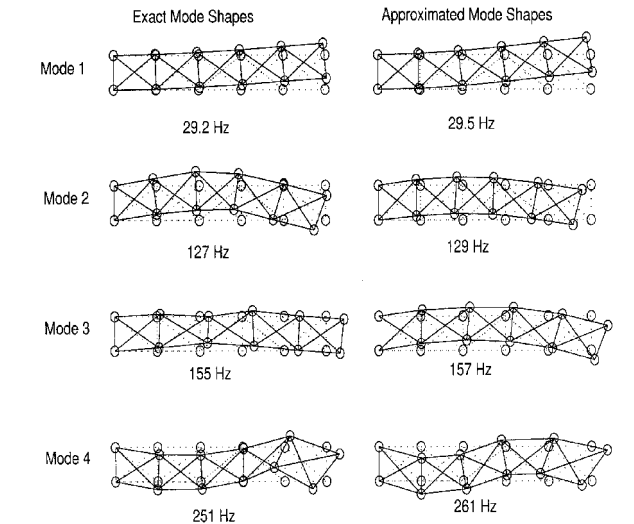 Exact Mode Shapes
Approximated Mode Shapes
Mode 1
29.2 Hz
29.5 Hz
Mode 2
127 Hz
129 Hz
Mode 3
155 Hz
157 Hz
Mode 4
251 Hz
261 Hz